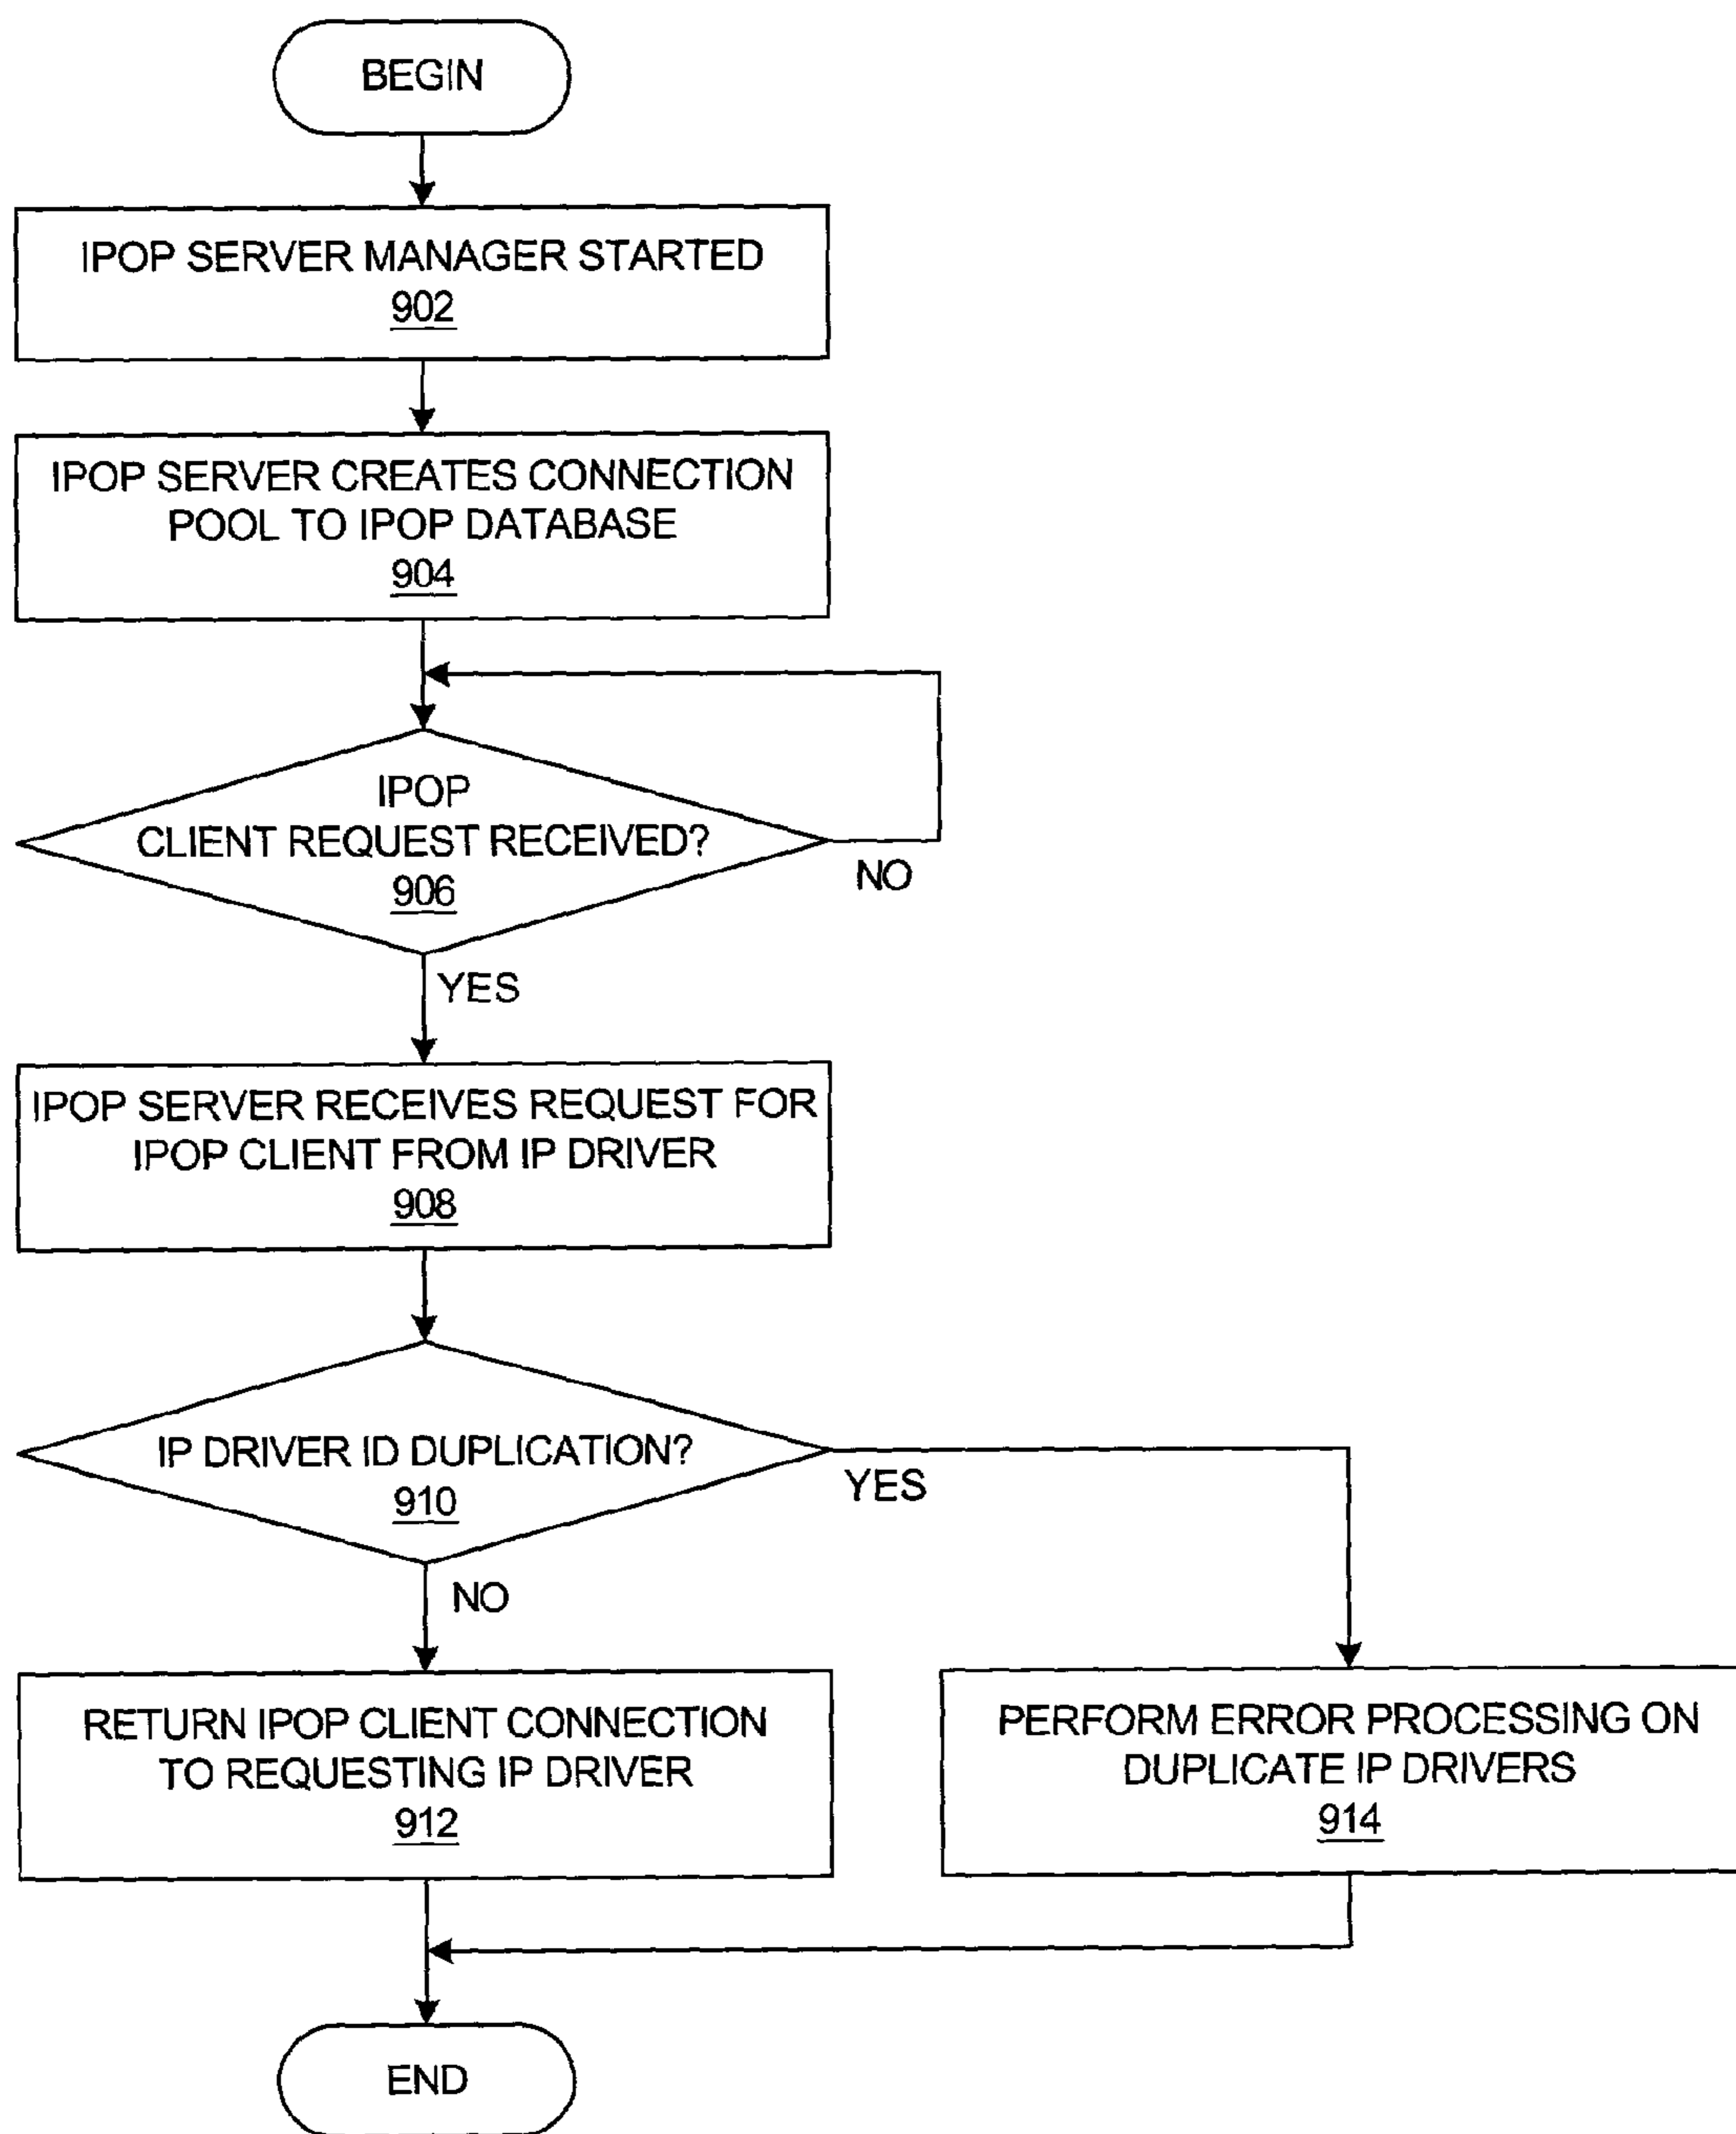 BEGIN
IPOP SERVER MANAGER STARTED
902
IPOP SERVER CREATES CONNECTION
POOL TO IPOP DATABASE
904
IPOP
CLIENT REQUEST RECEIVED?
906
NO
YES
IPOP SERVER RECEIVES REQUEST FOR
IPOP CLIENT FROM IP DRIVER
908
IP DRIVER ID DUPLICATION?
910
YES
NO
RETURN IPOP CLIENT CONNECTION
TO REQUESTING IP DRIVER
912
PERFORM ERROR PROCESSING ON
DUPLICATE IP DRIVERS
914
END